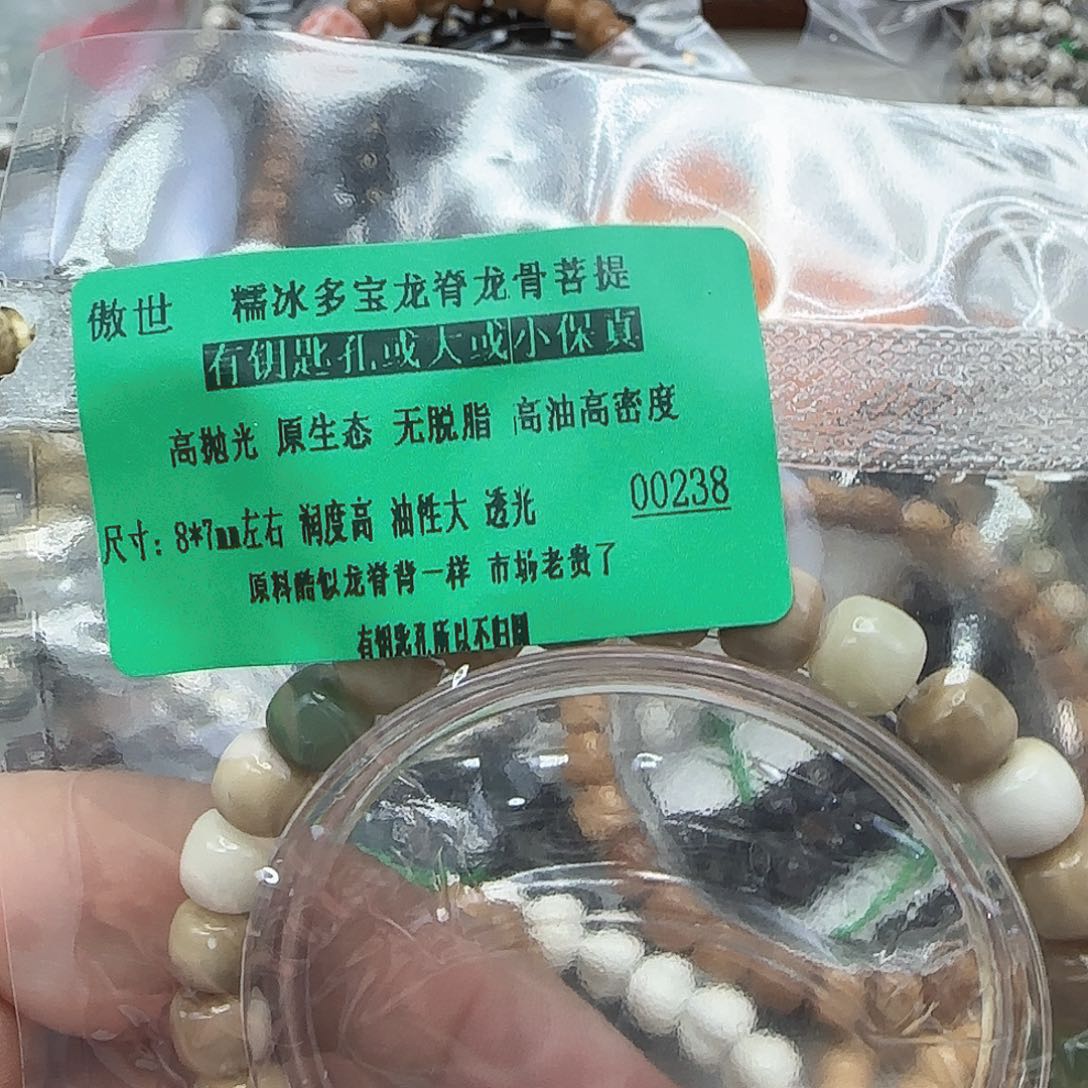 傲世 糯冰多宝龙脊龙骨菩提
有钥匙孔或大或小保真
高抛光 原生态 无脱脂 高油高密度
尺寸：8*7mm左右 润度高 油性大 透光 00238
原料酷似龙脊背一样 市场老贵了
有钥匙孔所以不自圆